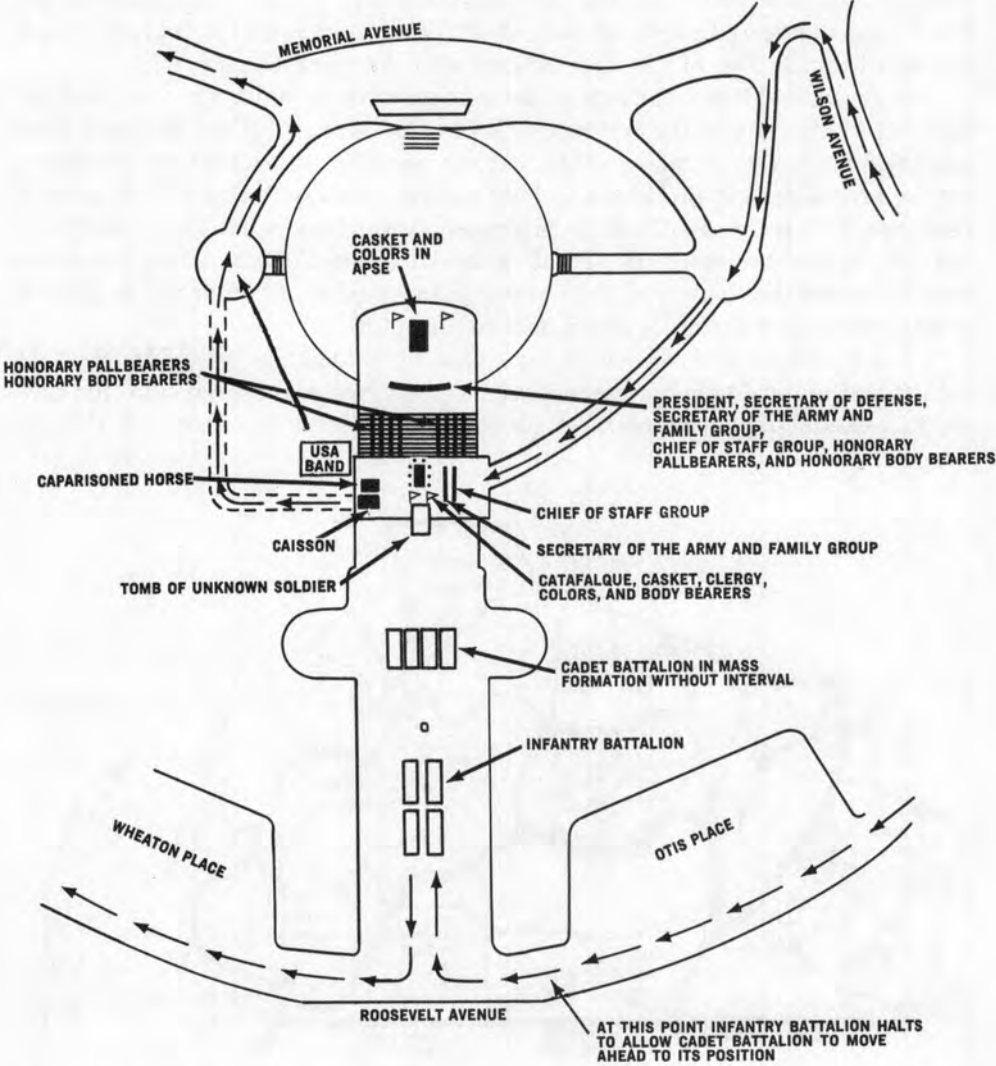 MEMORIAL AVENUE
WILSON AVENUE
CASKET AND
COLORS IN
APSE
HONORARY PALLBEARERS
HONORARY BODY BEARERS
PRESIDENT, SECRETARY OF DEFENSE,
SECRETARY OF THE ARMY AND
FAMILY GROUP,
CHIEF OF STAFF GROUP, HONORARY
PALLBEARERS, AND HONORARY BODY BEARERS
USA
BAND
CAPARISONED HORSE
CHIEF OF STAFF GROUP
CAISSON
SECRETARY OF THE ARMY AND FAMILY GROUP
TOMB OF UNKNOWN SOLDIER
CATAFALQUE, CASKET, CLERGY,
COLORS, AND BODY BEARERS
CADET BATTALION IN MASS
FORMATION WITHOUT INTERVAL
INFANTRY BATTALION
WHEATON PLACE
OTIS PLACE
ROOSEVELT AVENUE
AT THIS POINT INFANTRY BATTALION HALTS
TO ALLOW CADET BATTALION TO MOVE
AHEAD TO ITS POSITION